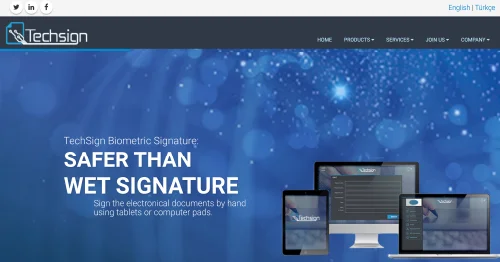 English | Türkçe
Techsign
HOME PRODUCTS SERVICES JOIN US COMPANY
TechSign Biometric Signature:
SAFER THAN
WET SIGNATURE
Sign the electronical documents by hand
using tablets or computer pads.
Techsign